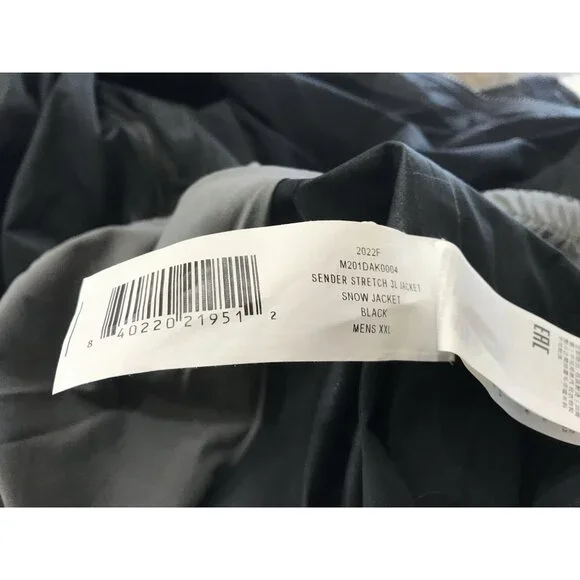 2022F
M201DAK0004
SENDER STRETCH 3L JACKET
SNOW JACKET
BLACK
MENS XXL
8 40220 21951 2
EAC